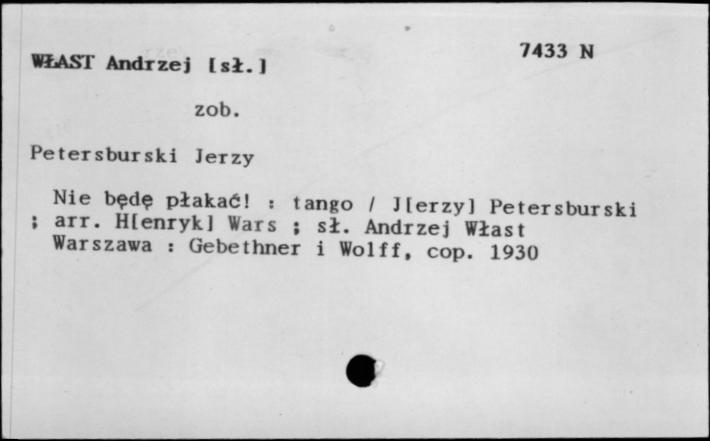 WŁAST Andrzej [sł.] 7433 N
zob.
Petersburski Jerzy
Nie będę płakać! : tango / J[erzy] Petersburski
; arr. H[enryk] Wars ; sł. Andrzej Włast
Warszawa : Gebethner i Wolff, cop. 1930